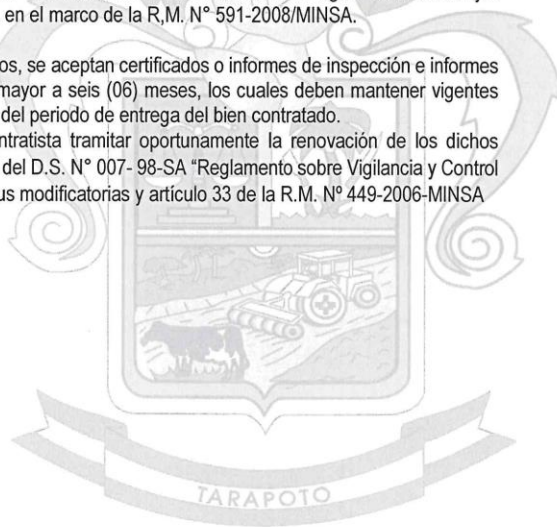 en el marco de la R,M. N° 591-2008/MINSA.
os, se aceptan certificados o informes de inspección e informes
mayor a seis (06) meses, los cuales deben mantener vigentes
del periodo de entrega del bien contratado.
ntratista tramitar oportunamente la renovación de los dichos
del D.S. N° 007- 98-SA “Reglamento sobre Vigilancia y Control
us modificatorias y artículo 33 de la R.M. Nº 449-2006-MINSA
TARAPOTO